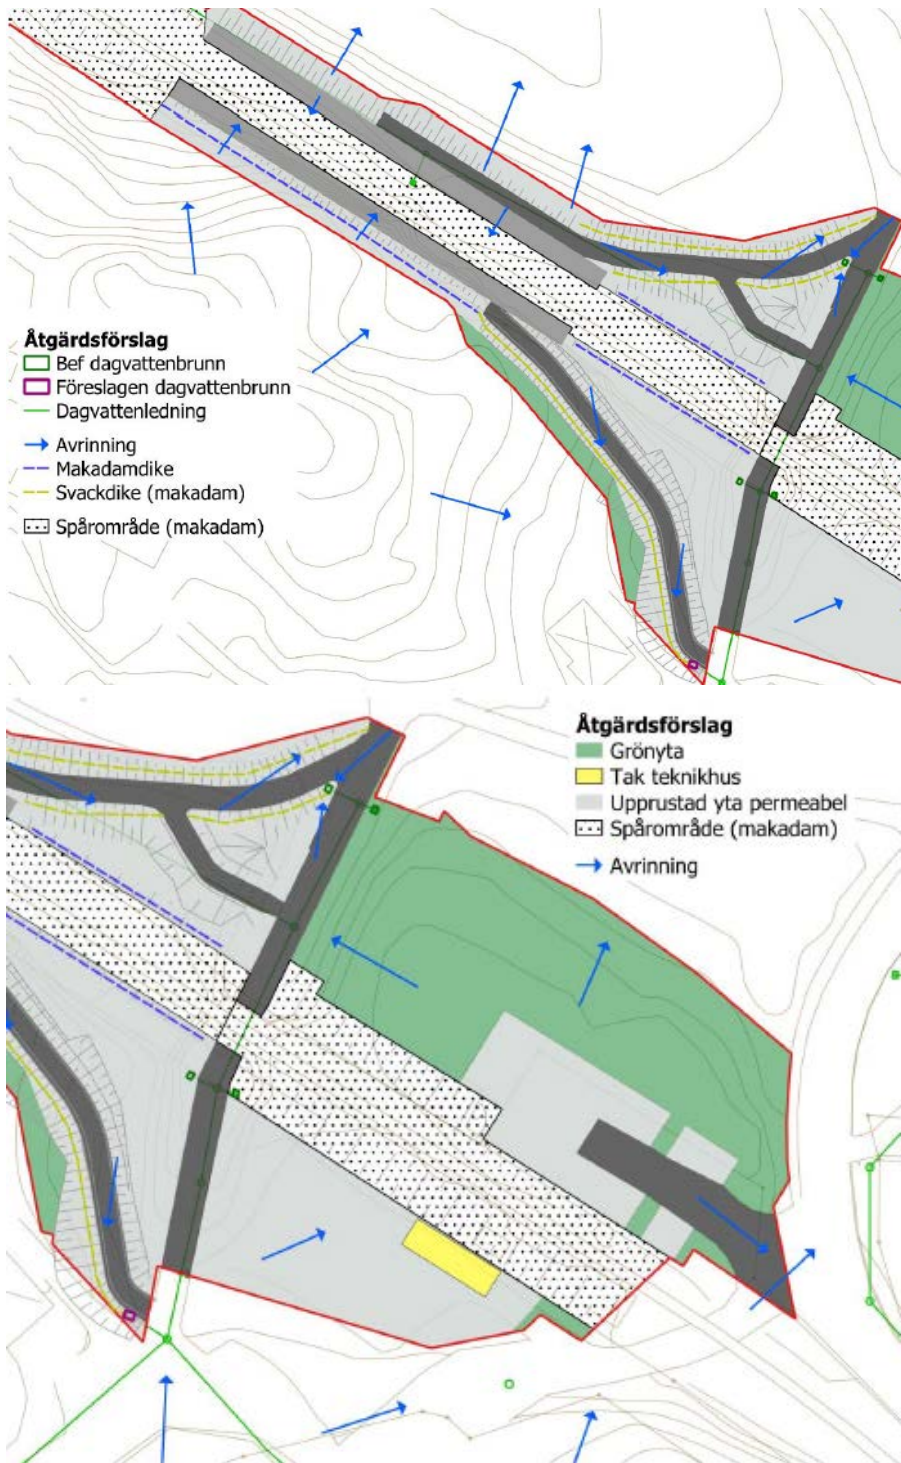 Åtgärdsförslag
Bef dagvattenbrunn
Föreslagen dagvattenbrunn
Dagvattenledning
Avrinning
Makadamdike
Svackdike (makadam)
Spårområde (makadam)
Åtgärdsförslag
Grönyta
Tak teknikhus
Upprustad yta permeabel
Spårområde (makadam)
Avrinning